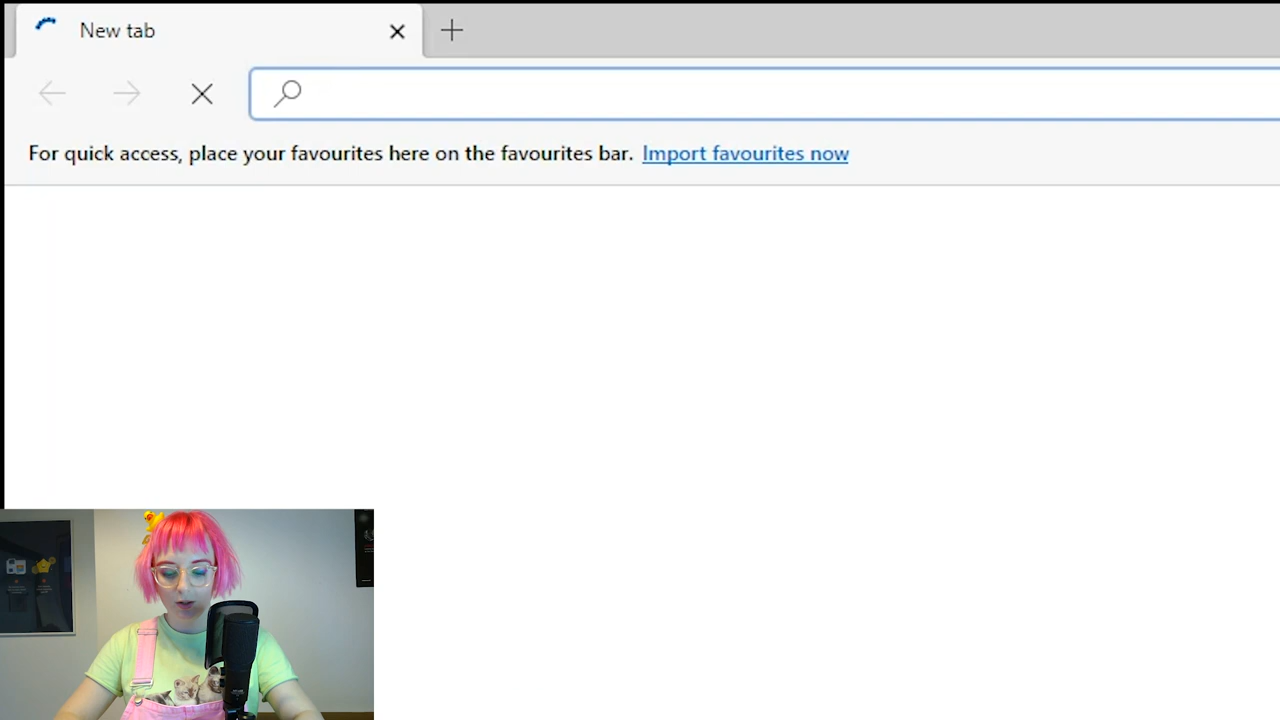 New tab
For quick access, place your favourites here on the favourites bar. Import favourites now